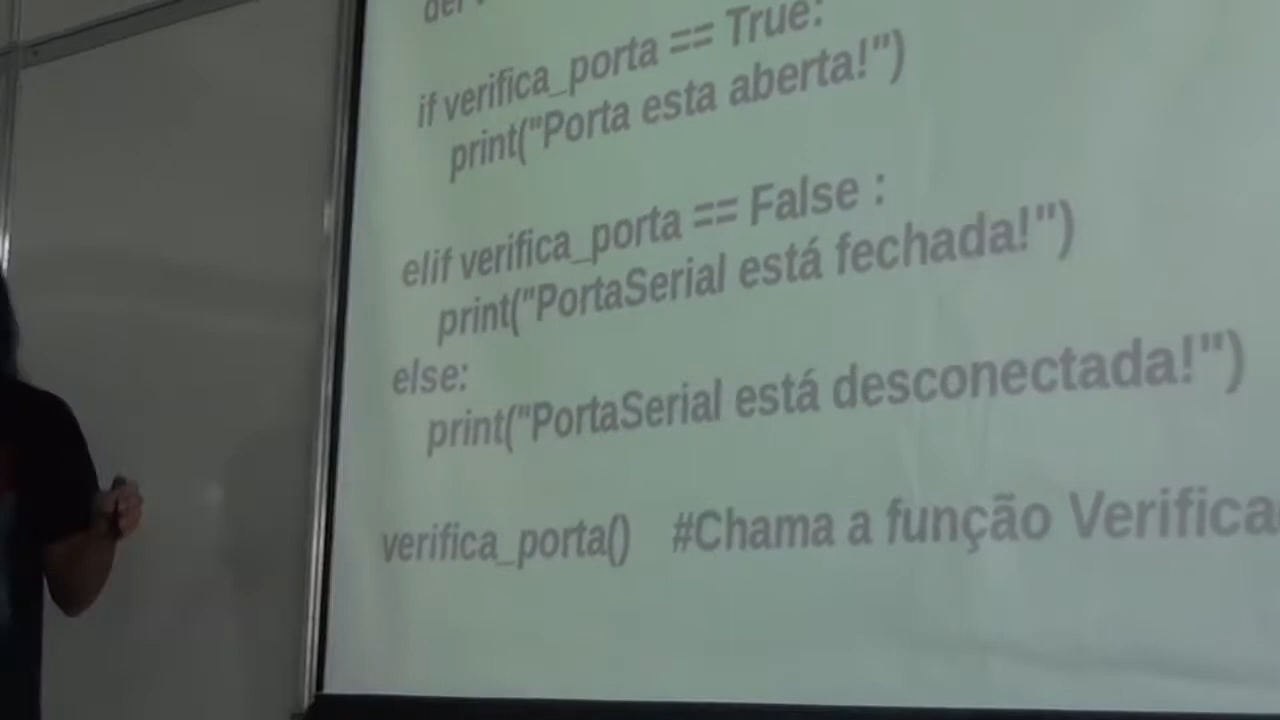 if verifica_porta == True:
print("Porta esta aberta!")
elif verifica_porta == False :
print("PortaSerial está fechada!")
else:
print("PortaSerial está desconectada!")
verifica_porta() #Chama a função Verifica